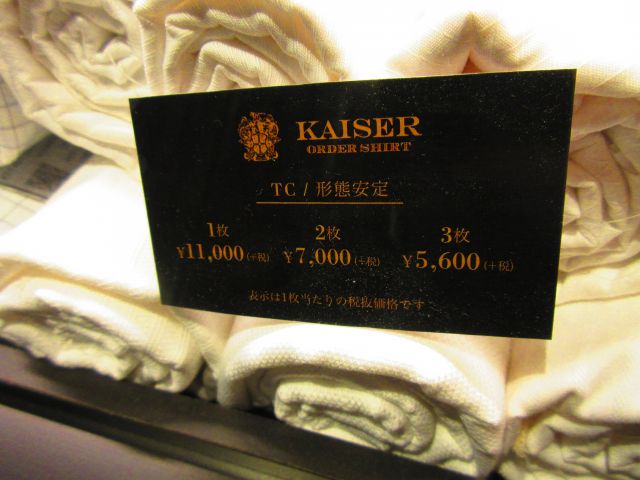 KAISER
ORDER SHIRT
TC / 形態安定
1枚 2枚 3枚
¥11,000(+税) ¥7,000(+税) ¥5,600(+税)
表示は1枚当たりの税抜価格です